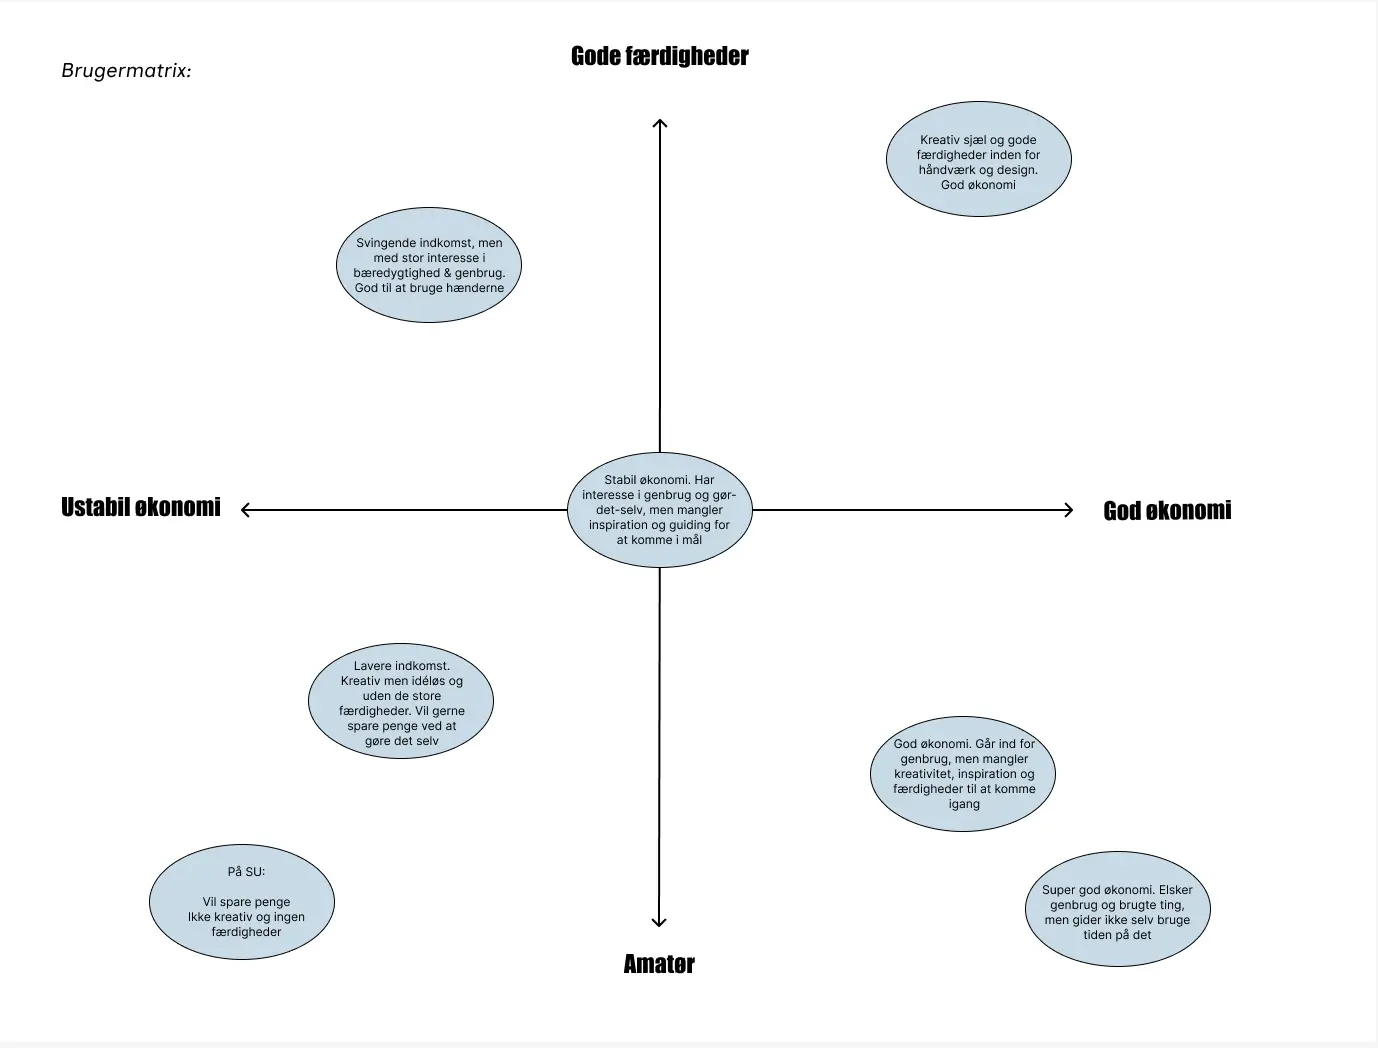 Brugermatrix:
Gode færdigheder
Kreativ sjæl og gode
færdigheder inden for
håndværk og design.
God økonomi
Svingende indkomst, men
med stor interesse i
bæredygtighed & genbrug.
God til at bruge hænderne
Ustabil økonomi
Stabil økonomi. Har
interesse i genbrug og gør-
det-selv, men mangler
inspiration og guiding for
at komme i mål
God økonomi
Lavere indkomst.
Kreativ men idéløs og
uden de store
færdigheder. Vil gerne
spare penge ved at
gøre det selv
God økonomi. Går ind for
genbrug, men mangler
kreativitet, inspiration og
færdigheder til at komme
igang
På SU:
Vil spare penge
Ikke kreativ og ingen
færdigheder
Super god økonomi. Elsker
genbrug og brugte ting,
men gider ikke selv bruge
tiden på det
Amatør